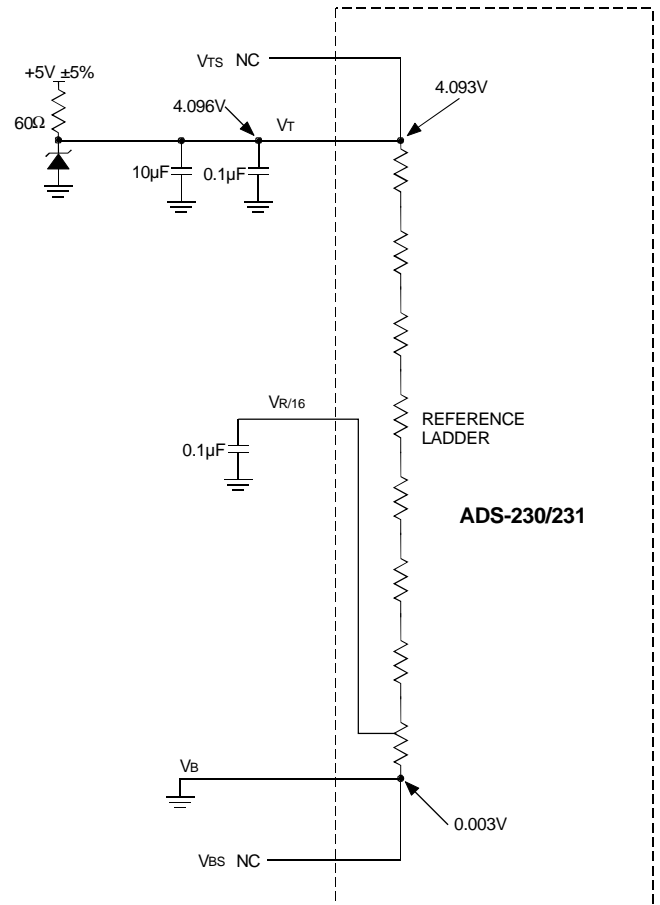 VTS NC
+5V ±5%
4.093V
4.096V
60Ω
VT
10µF
0.1µF
VR/16
0.1µF
REFERENCE
LADDER
ADS-230/231
VB
0.003V
VBS NC